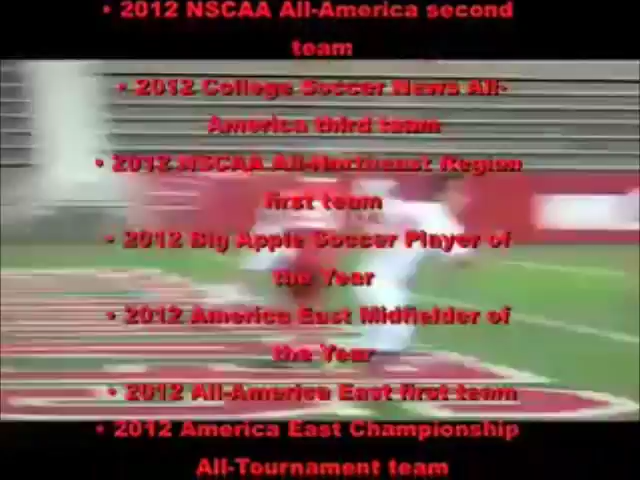 • 2012 NSCAA All-America second
team
• 2012 College Soccer News All-
America third team
• 2012 NSCAA All-Northeast Region
first team
• 2012 Big Apple Soccer Player of
the Year
• 2012 America East Midfielder of
the Year
• 2012 All-America East first team
• 2012 America East Championship
All-Tournament team